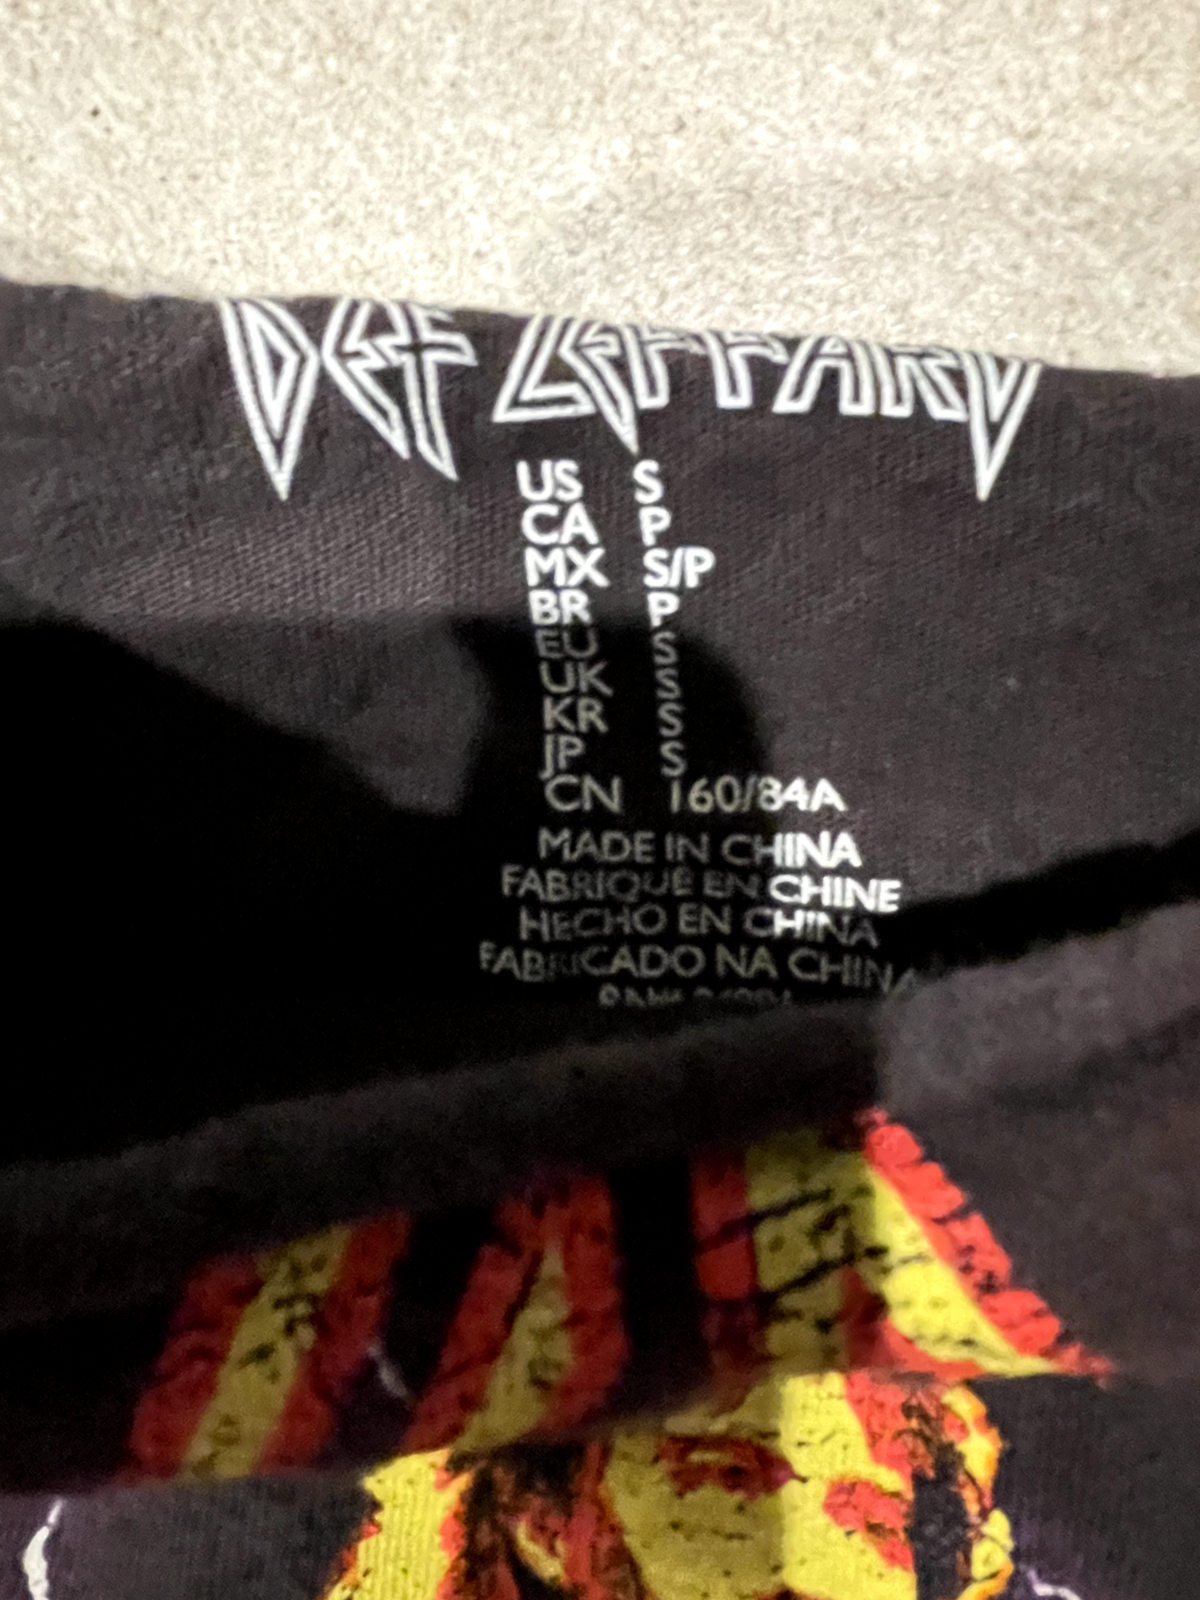 DEF LEPPARD
US S
CA P
MX S/P
BR P
EU S
UK S
KR S
JP S
CN 160/84A
MADE IN CHINA
FABRIQUÉ EN CHINE
HECHO EN CHINA
FABRICADO NA CHINA